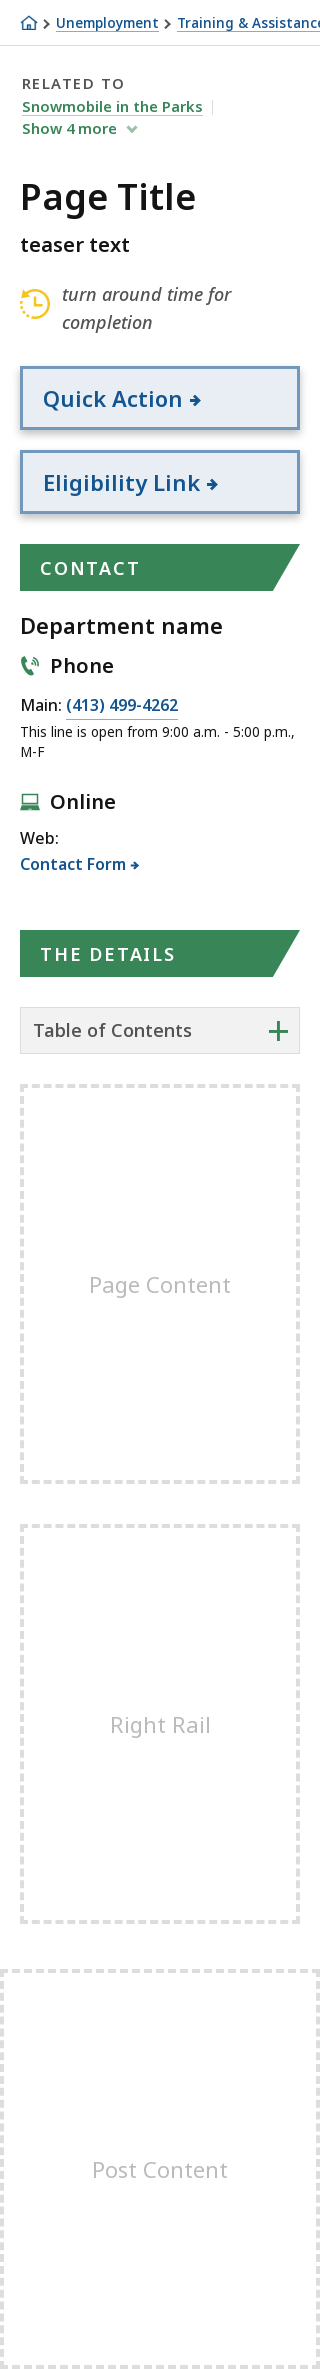 Unemployment Training & Assistance
RELATED TO
Snowmobile in the Parks
Show 4 more
Page Title
teaser text
turn around time for
completion
Quick Action
Eligibility Link
CONTACT
Department name
Phone
Main: (413) 499-4262
This line is open from 9:00 a.m. - 5:00 p.m.,
M-F
Online
Web:
Contact Form
THE DETAILS
Table of Contents
Page Content
Right Rail
Post Content